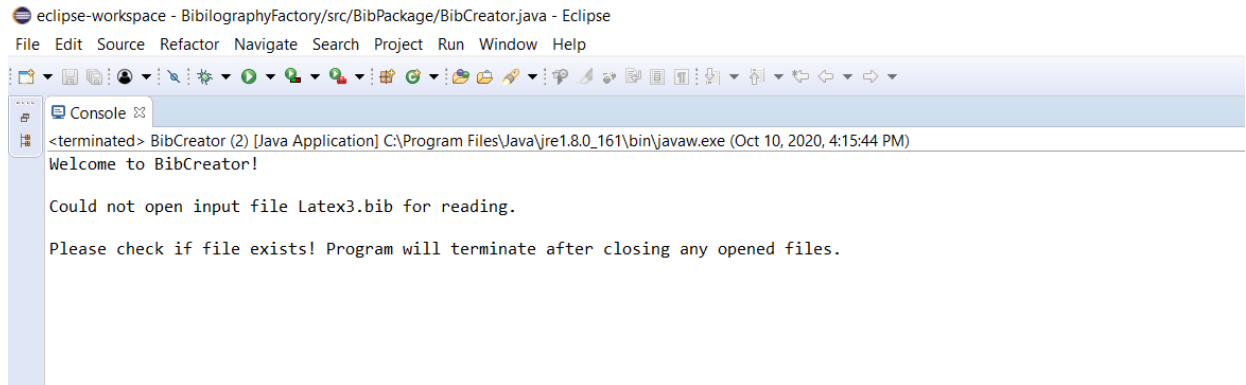 eclipse-workspace - BibilographyFactory/src/BibPackage/BibCreator.java - Eclipse
File Edit Source Refactor Navigate Search Project Run Window Help
Console
<terminated> BibCreator (2) [Java Application] C:\Program Files\Java\jre1.8.0_161\bin\javaw.exe (Oct 10, 2020, 4:15:44 PM)
Welcome to BibCreator!
Could not open input file Latex3.bib for reading.
Please check if file exists! Program will terminate after closing any opened files.